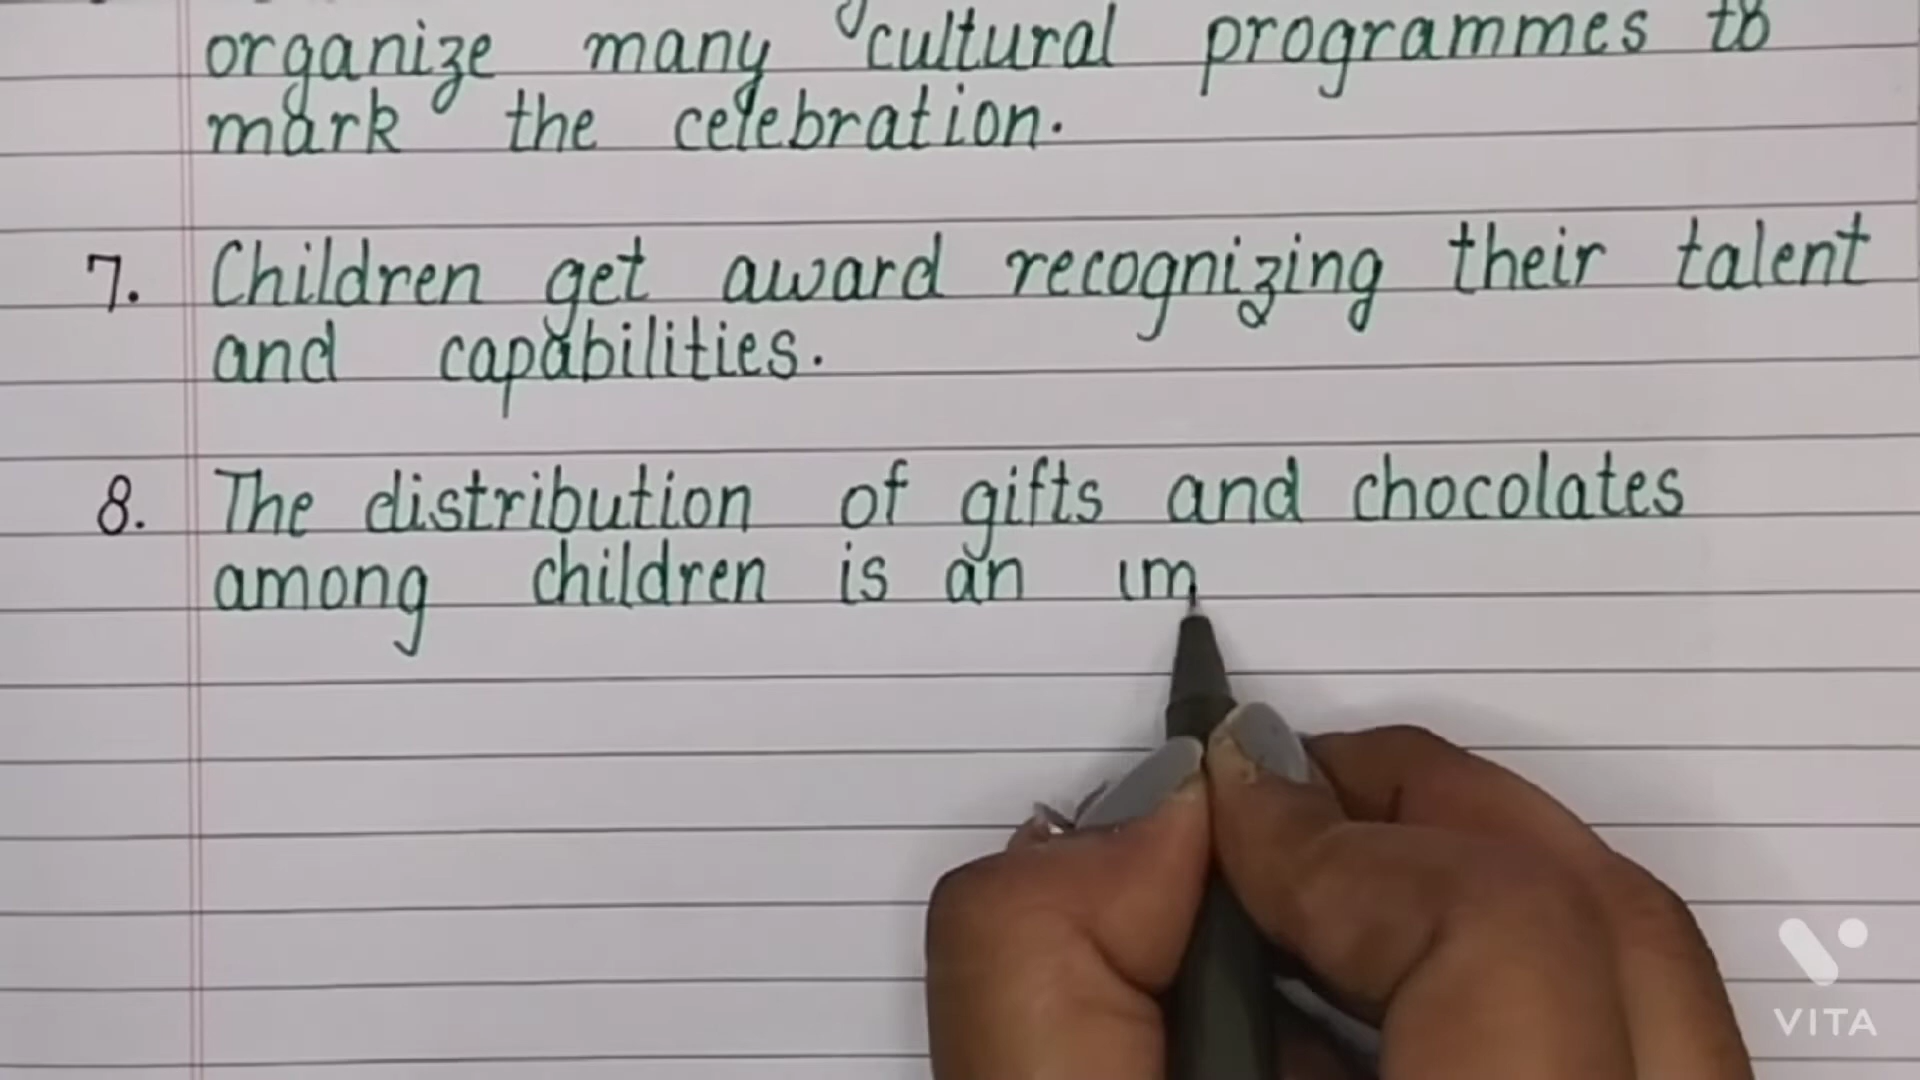 organize many cultural programmes to
mark the celebration.
7. Children get award recognizing their talent
and capabilities.
8. The distribution of gifts and chocolates
among children is an im
VITA